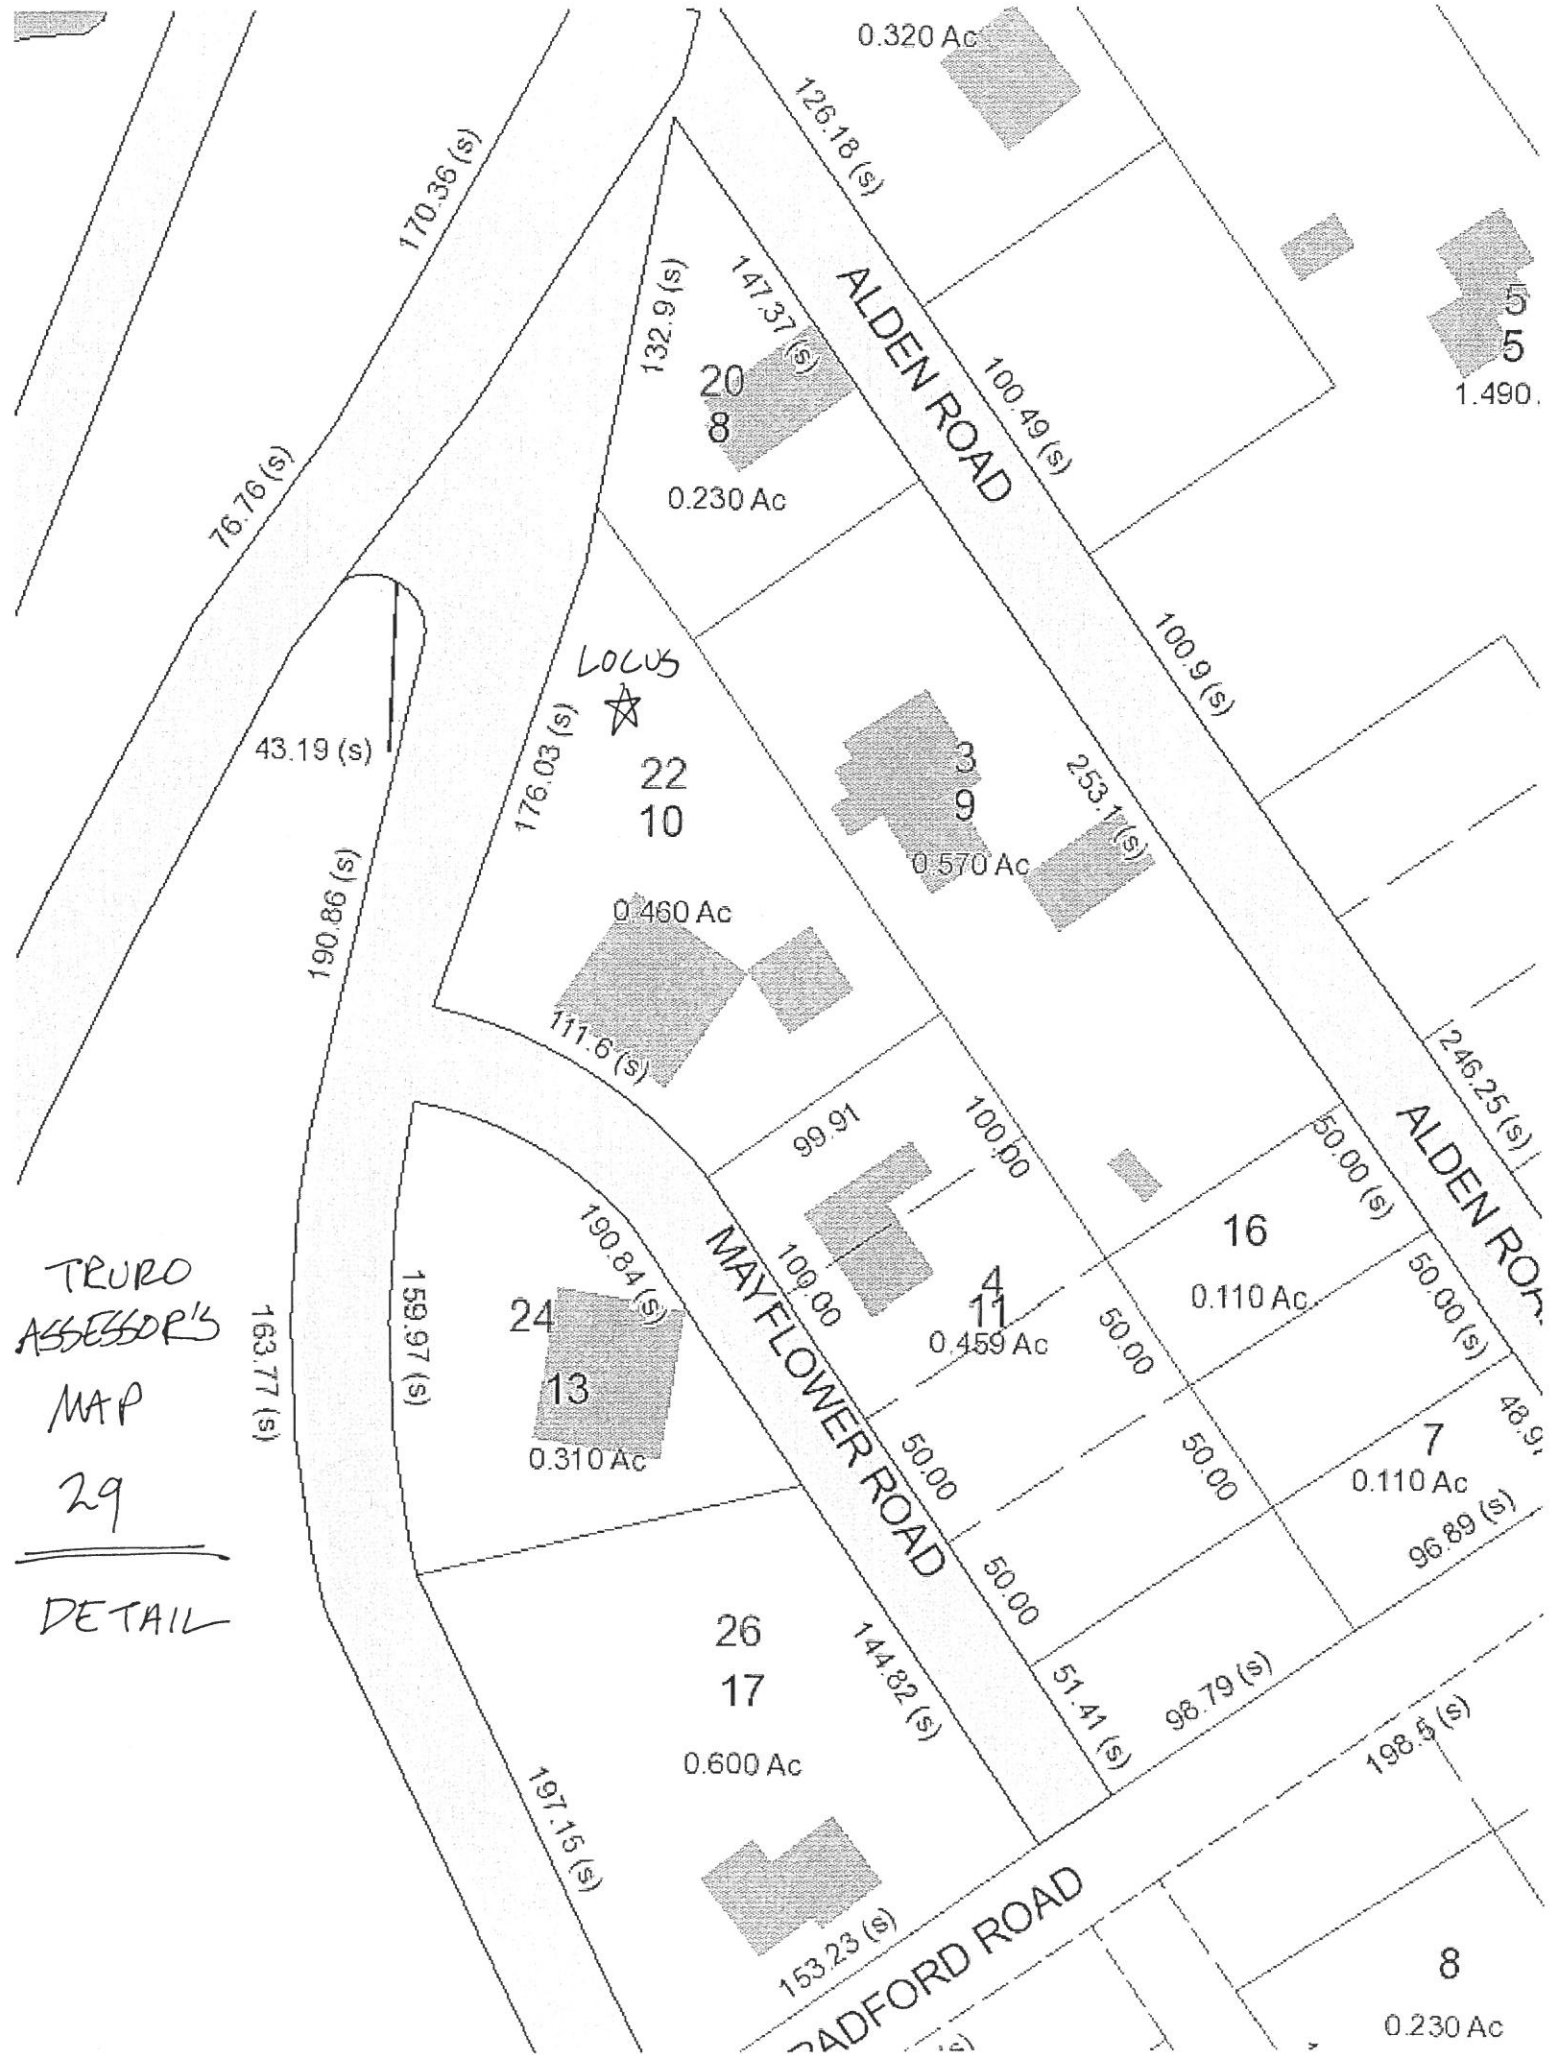 0.320 Ac
126.18 (s)
170.36 (s)
132.9 (s)
147.37 (s)
ALDEN ROAD
5
5
1.490
20
8
0.230 Ac
100.49 (s)
76.76 (s)
LOCUS
100.9 (s)
43.19 (s)
176.03 (s)
22
10
3
9
0.570 Ac
253.1 (s)
190.86 (s)
0.460 Ac
111.6 (s)
99.91
100.00
246.25 (s)
50.00 (s)
ALDEN ROA
16
0.110 Ac
190.84 (s)
MAYFLOWER ROAD
100.00
4
11
0.459 Ac
50.00
50.00 (s)
TRURO
ASSESSOR'S
MAP
29
DETAIL
163.77 (s)
159.97 (s)
24
13
0.310 Ac
50.00
50.00
7
0.110 Ac
48.9
96.89 (s)
50.00
26
17
0.600 Ac
144.82 (s)
51.41 (s)
98.79 (s)
198.5 (s)
197.15 (s)
153.23 (s)
RADFORD ROAD
8
0.230 Ac
(s)